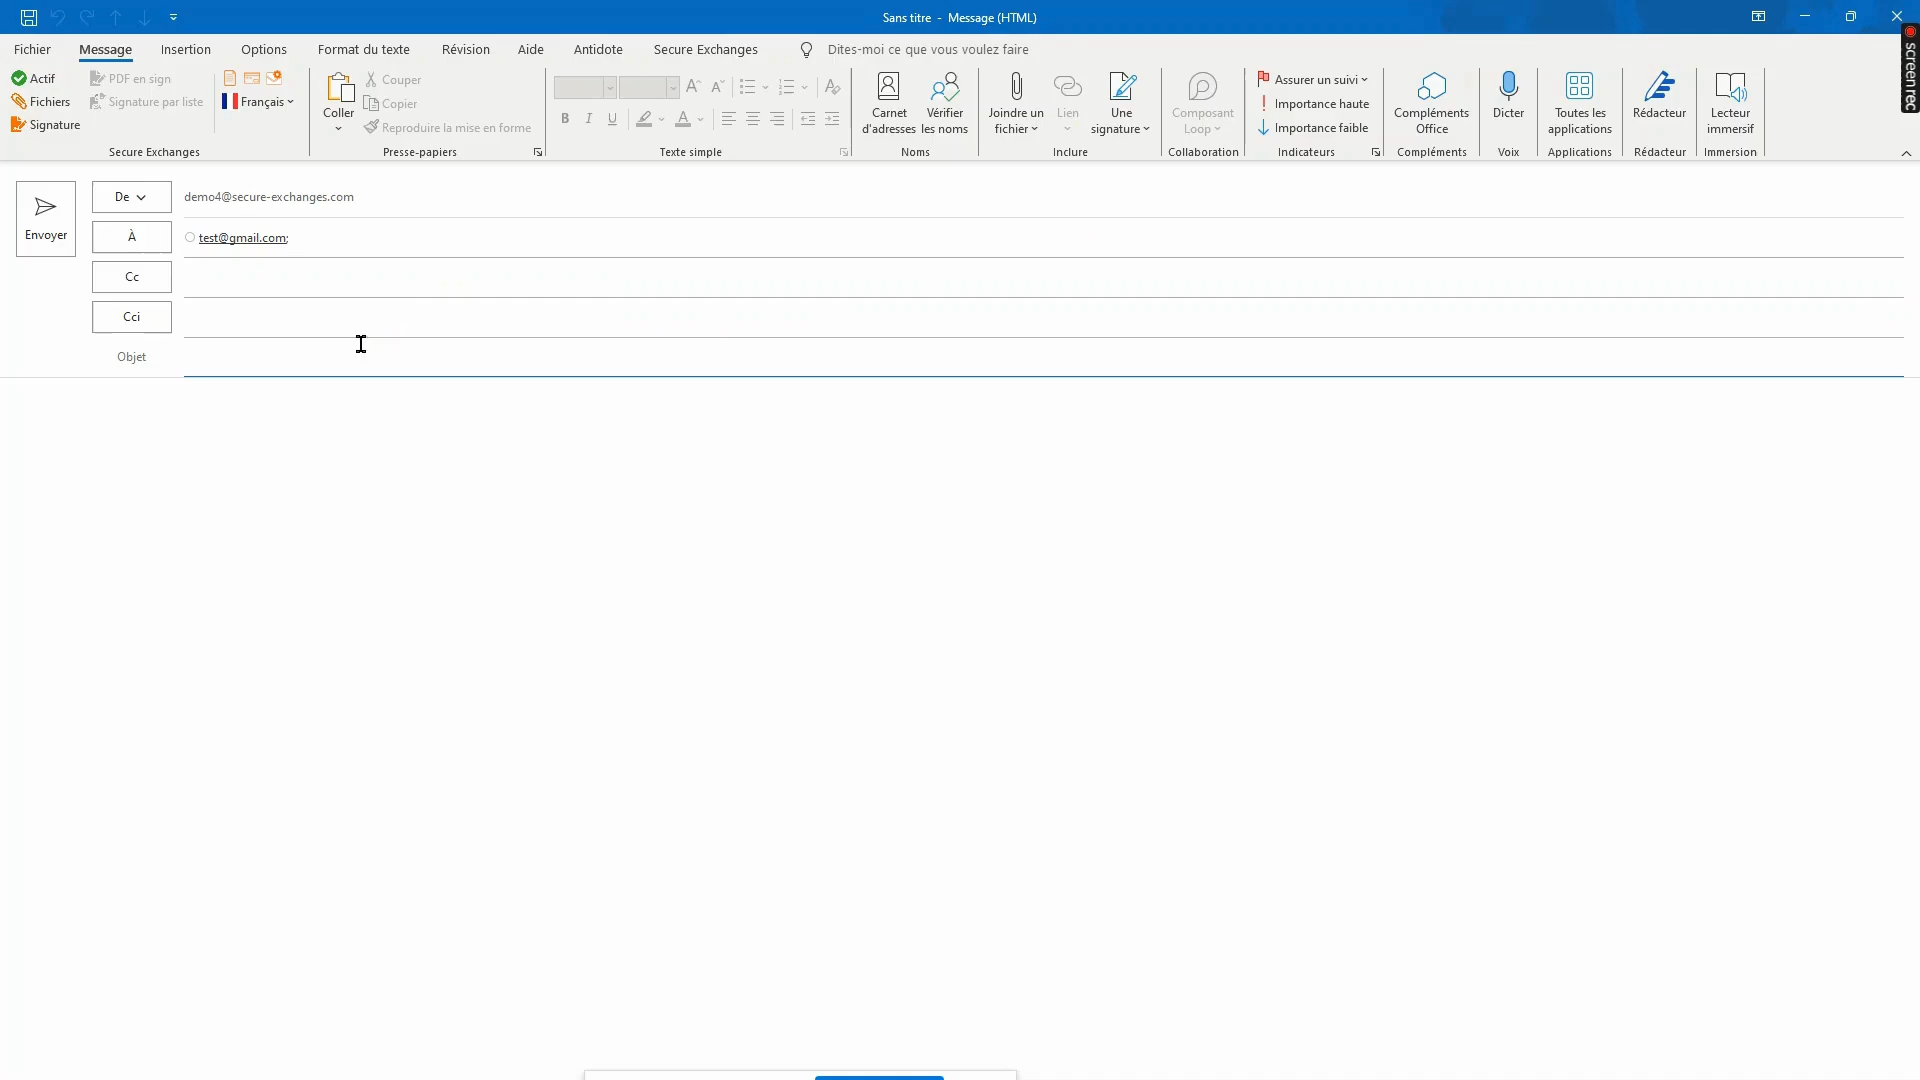 Sans titre - Message (HTML)
Fichier Message Insertion Options Format du texte Révision Aide Antidote Secure Exchanges Dites-moi ce que vous voulez faire
Actif PDF en sign
Fichiers Signature par liste Français
Signature
Secure Exchanges
Coller
Couper
Copier
Reproduire la mise en forme
Presse-papiers
B I U A
Texte simple
Carnet d'adresses
Vérifier les noms
Noms
Joindre un fichier
Lien
Une signature
Inclure
Composant Loop
Collaboration
Assurer un suivi
Importance haute
Importance faible
Indicateurs
Compléments Office
Compléments
Dicter
Voix
Toutes les applications
Applications
Rédacteur
Rédacteur
Lecteur immersif
Immersion
screenrec
Envoyer
De demo4@secure-exchanges.com
À test@gmail.com;
Cc
Cci
Objet